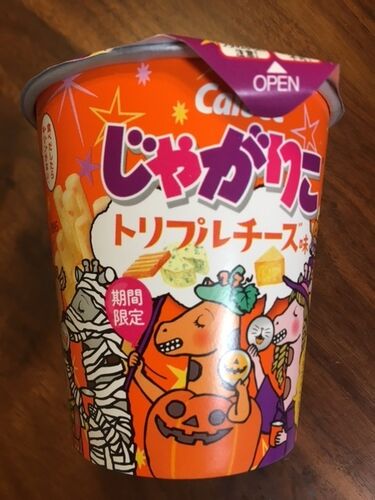 OPEN
Calbee
じゃがりこ
トリプルチーズ味
期間
限定